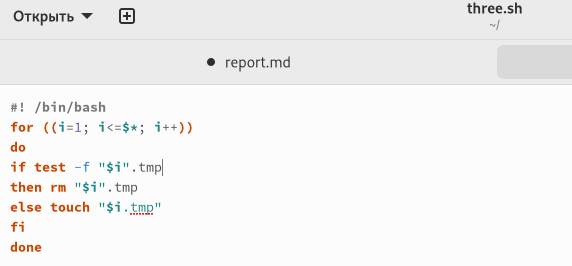 Открыть
three.sh
~/
report.md
#! /bin/bash
for ((i=1; i<=$*; i++))
do
if test -f "$i".tmp
then rm "$i".tmp
else touch "$i.tmp"
fi
done